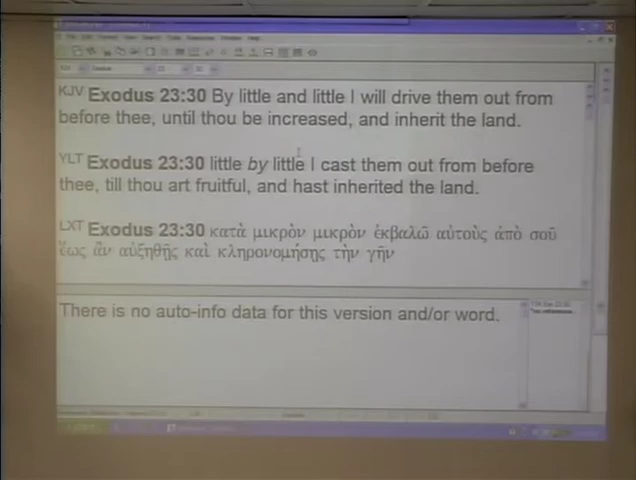 KJV Exodus 23:30 By little and little I will drive them out from
before thee, until thou be increased, and inherit the land.
YLT Exodus 23:30 little by little I cast them out from before
thee, till thou art fruitful, and hast inherited the land.
LXT Exodus 23:30 κατὰ μικρὸν μικρὸν ἐκβαλῶ αὐτοὺς ἀπὸ σοῦ
ἕως ἂν αὐξηθῇς καὶ κληρονομήσῃς τὴν γῆν
There is no auto-info data for this version and/or word.